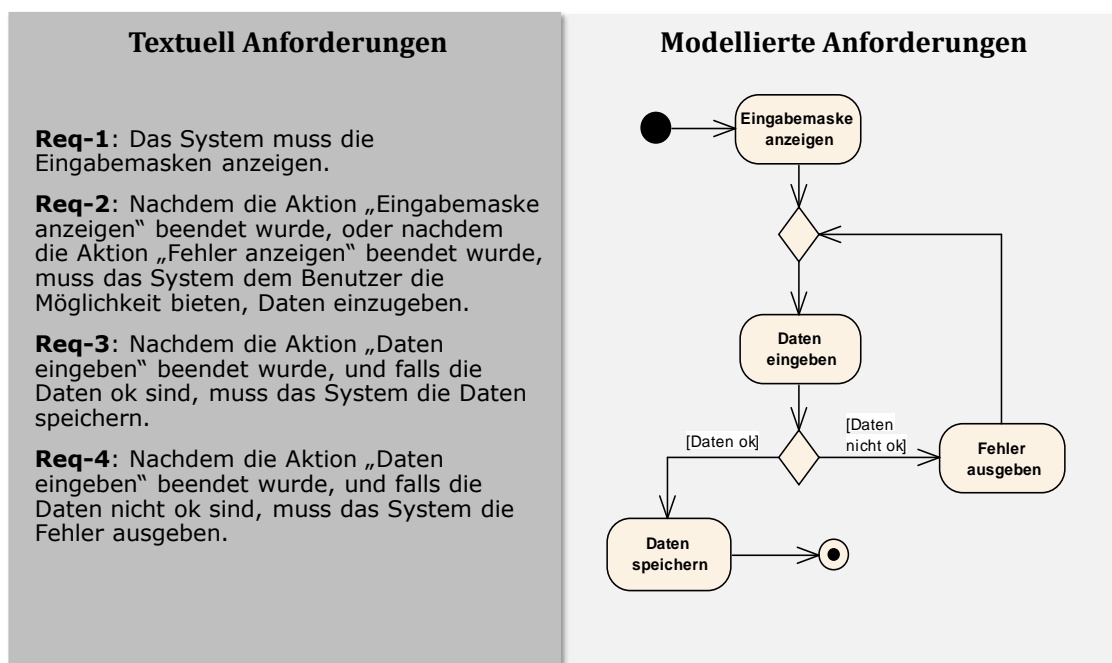 Textuell Anforderungen
Req-1: Das System muss die
Eingabemasken anzeigen.
Req-2: Nachdem die Aktion „Eingabemaske
anzeigen“ beendet wurde, oder nachdem
die Aktion „Fehler anzeigen“ beendet wurde,
muss das System dem Benutzer die
Möglichkeit bieten, Daten einzugeben.
Req-3: Nachdem die Aktion „Daten
eingeben“ beendet wurde, und falls die
Daten ok sind, muss das System die Daten
speichern.
Req-4: Nachdem die Aktion „Daten
eingeben“ beendet wurde, und falls die
Daten nicht ok sind, muss das System die
Fehler ausgeben.
Modellierte Anforderungen
Eingabemaske
anzeigen
Daten
eingeben
[Daten ok]
[Daten
nicht ok]
Fehler
ausgeben
Daten
speichern